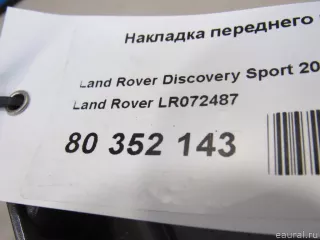 Накладка переднего
Land Rover Discovery Sport 20
Land Rover LR072487
80 352 143
eaural.ru